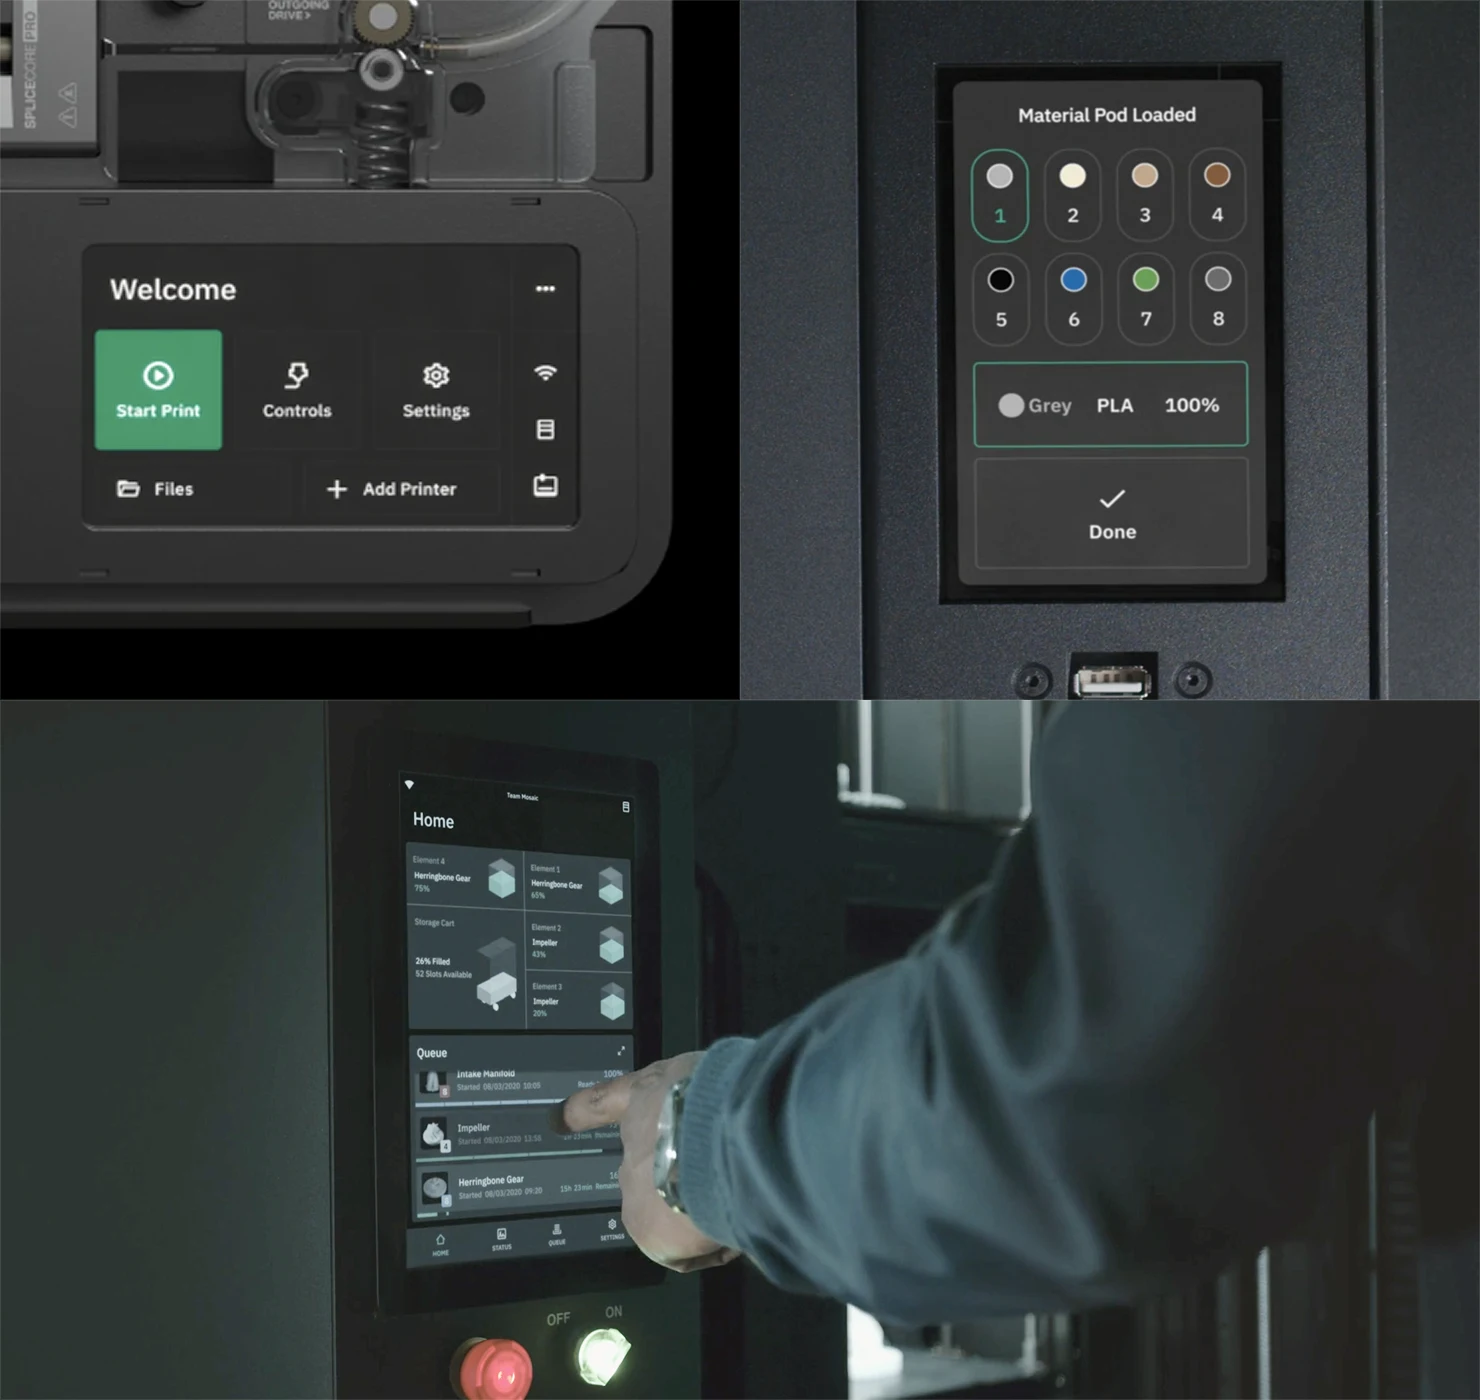 OUTGOING
DRIVE>
SPLICECORE PRO
Welcome
Start Print
Controls
Settings
Files
Add Printer
Material Pod Loaded
1
2
3
4
5
6
7
8
Grey PLA 100%
Done
Team Mosaic
Home
Element 4
Herringbone Gear
75%
Element 1
Herringbone Gear
65%
Storage Cart
26% Filled
52 Slots Available
Element 2
Impeller
43%
Element 3
Impeller
20%
Queue
Intake Manifold 100%
Started 08/03/2020 10:05
8
Impeller
Started 08/03/2020 13:56
4
Herringbone Gear
Started 08/03/2020 09:20 15h 23min
HOME
STATUS
QUEUE
SETTINGS
OFF
ON